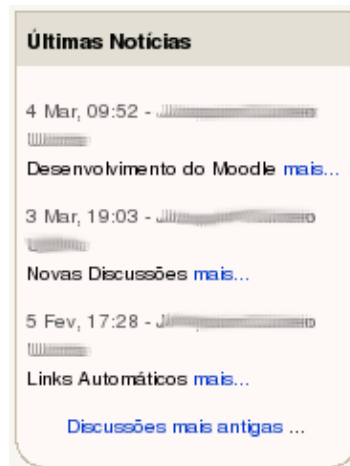 Últimas Notícias
4 Mar, 09:52 -
Desenvolvimento do Moodle mais...
3 Mar, 19:03 -
Novas Discussões mais...
5 Fev, 17:28 -
Links Automáticos mais...
Discussões mais antigas ...